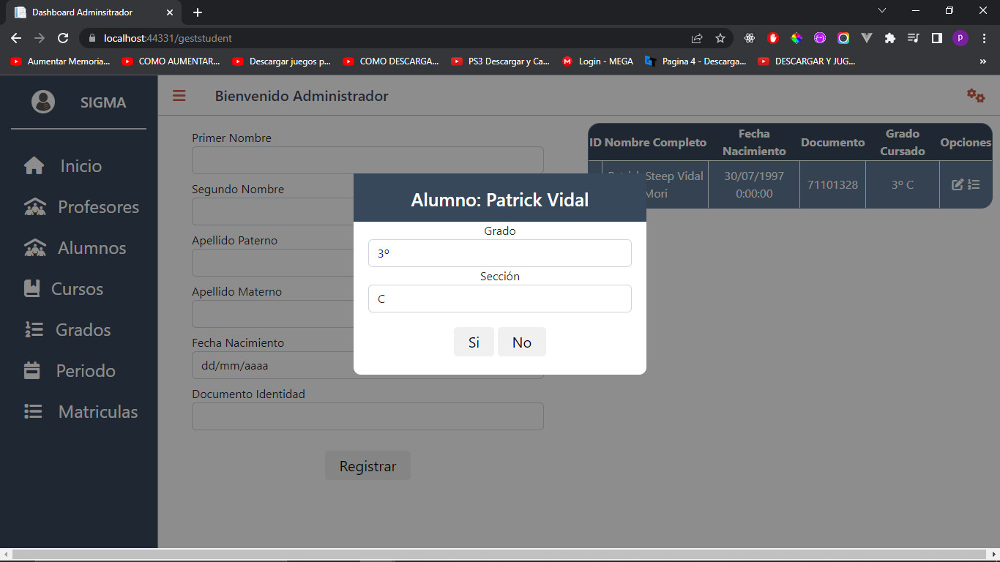 Dashboard Adminsitrador
localhost:44331/geststudent
p
Aumentar Memoria...
COMO AUMENTAR...
Descargar juegos p...
COMO DESCARGA...
PS3 Descargar y Ca...
Login - MEGA
Pagina 4 - Descarga...
DESCARGAR Y JUG...
»
SIGMA
Bienvenido Administrador
Inicio
Profesores
Alumnos
Cursos
Grados
Periodo
Matriculas
Primer Nombre
Segundo Nombre
Apellido Paterno
Apellido Materno
Fecha Nacimiento
dd/mm/aaaa
Documento Identidad
Registrar
Alumno: Patrick Vidal
Grado
3º
Sección
C
Si No
ID Nombre Completo Fecha Nacimiento Documento Grado Cursado Opciones
Steep Vidal
Mori
30/07/1997
0:00:00
71101328
3º C